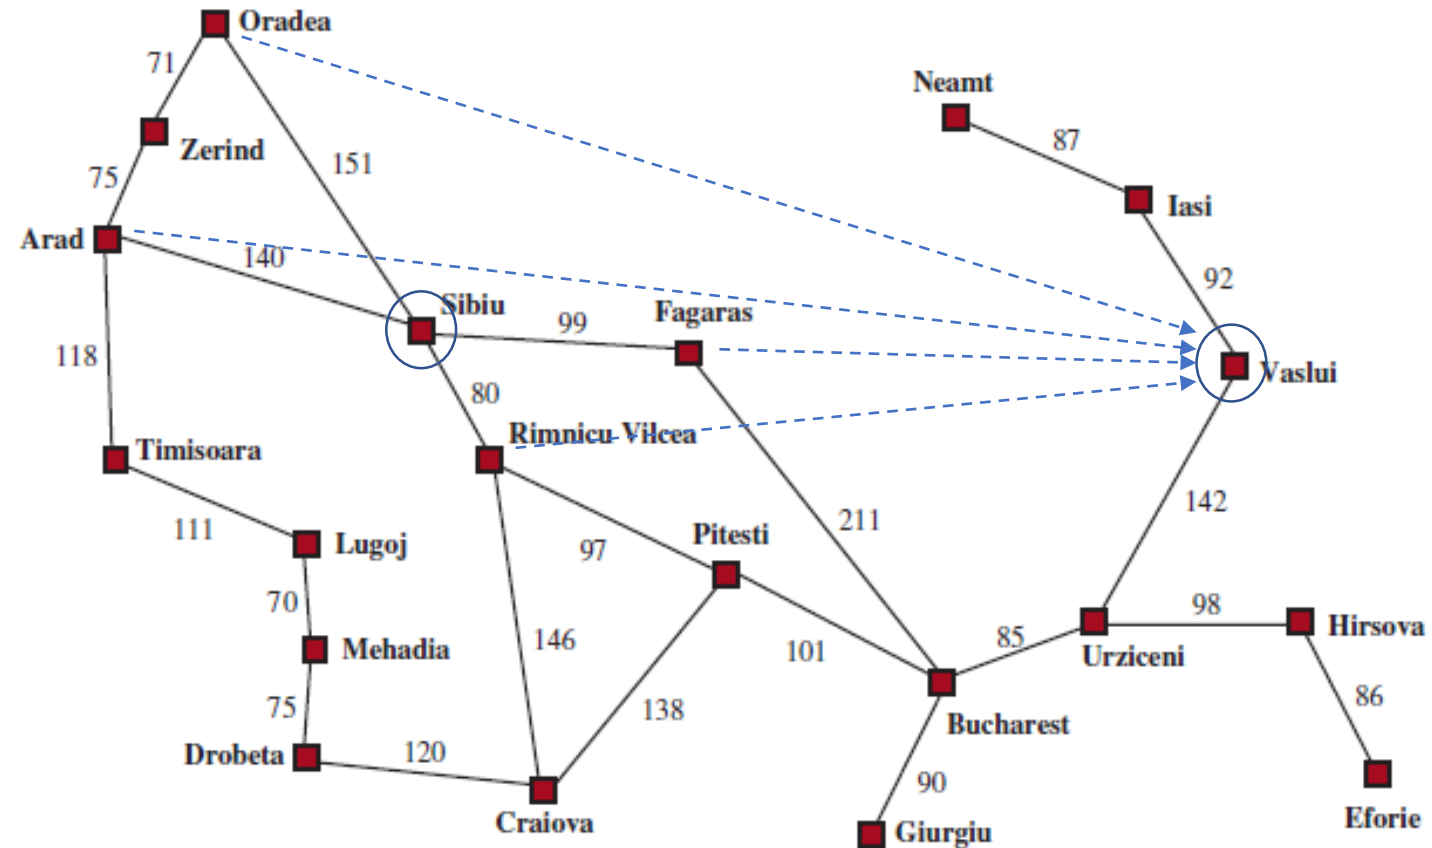 Oradea
71
Neamt
87
Zerind
151
75
Iasi
Arad
140
92
Sibiu
99
Fagaras
118
Vaslui
80
Timisoara
Rimnicu Vilcea
142
111
Lugoj
97
Pitesti
211
70
98
Hirsova
146
85
Mehadia
101
Urziceni
75
138
86
Bucharest
Drobeta
120
90
Craiova
Giurgiu
Eforie